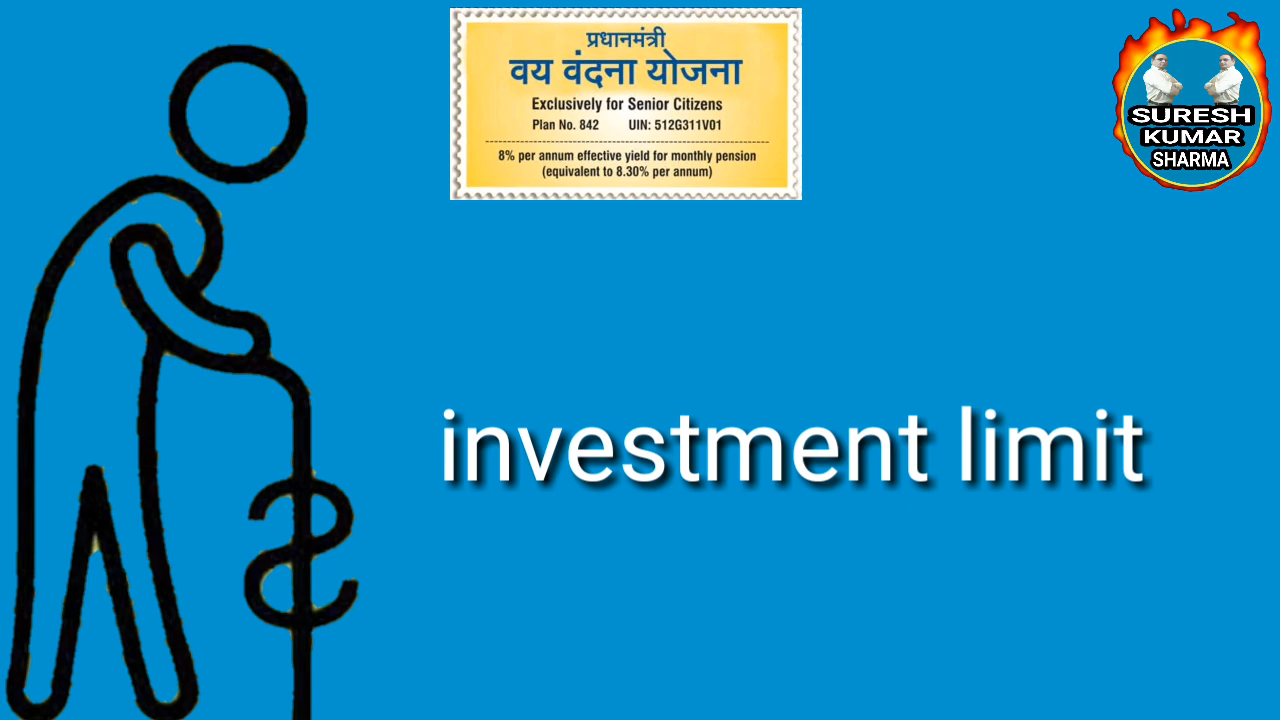 प्रधानमंत्री
वय वंदना योजना
Exclusively for Senior Citizens
Plan No. 842 UIN: 512G311V01
8% per annum effective yield for monthly pension
(equivalent to 8.30% per annum)
SURESH
KUMAR
SHARMA
investment limit